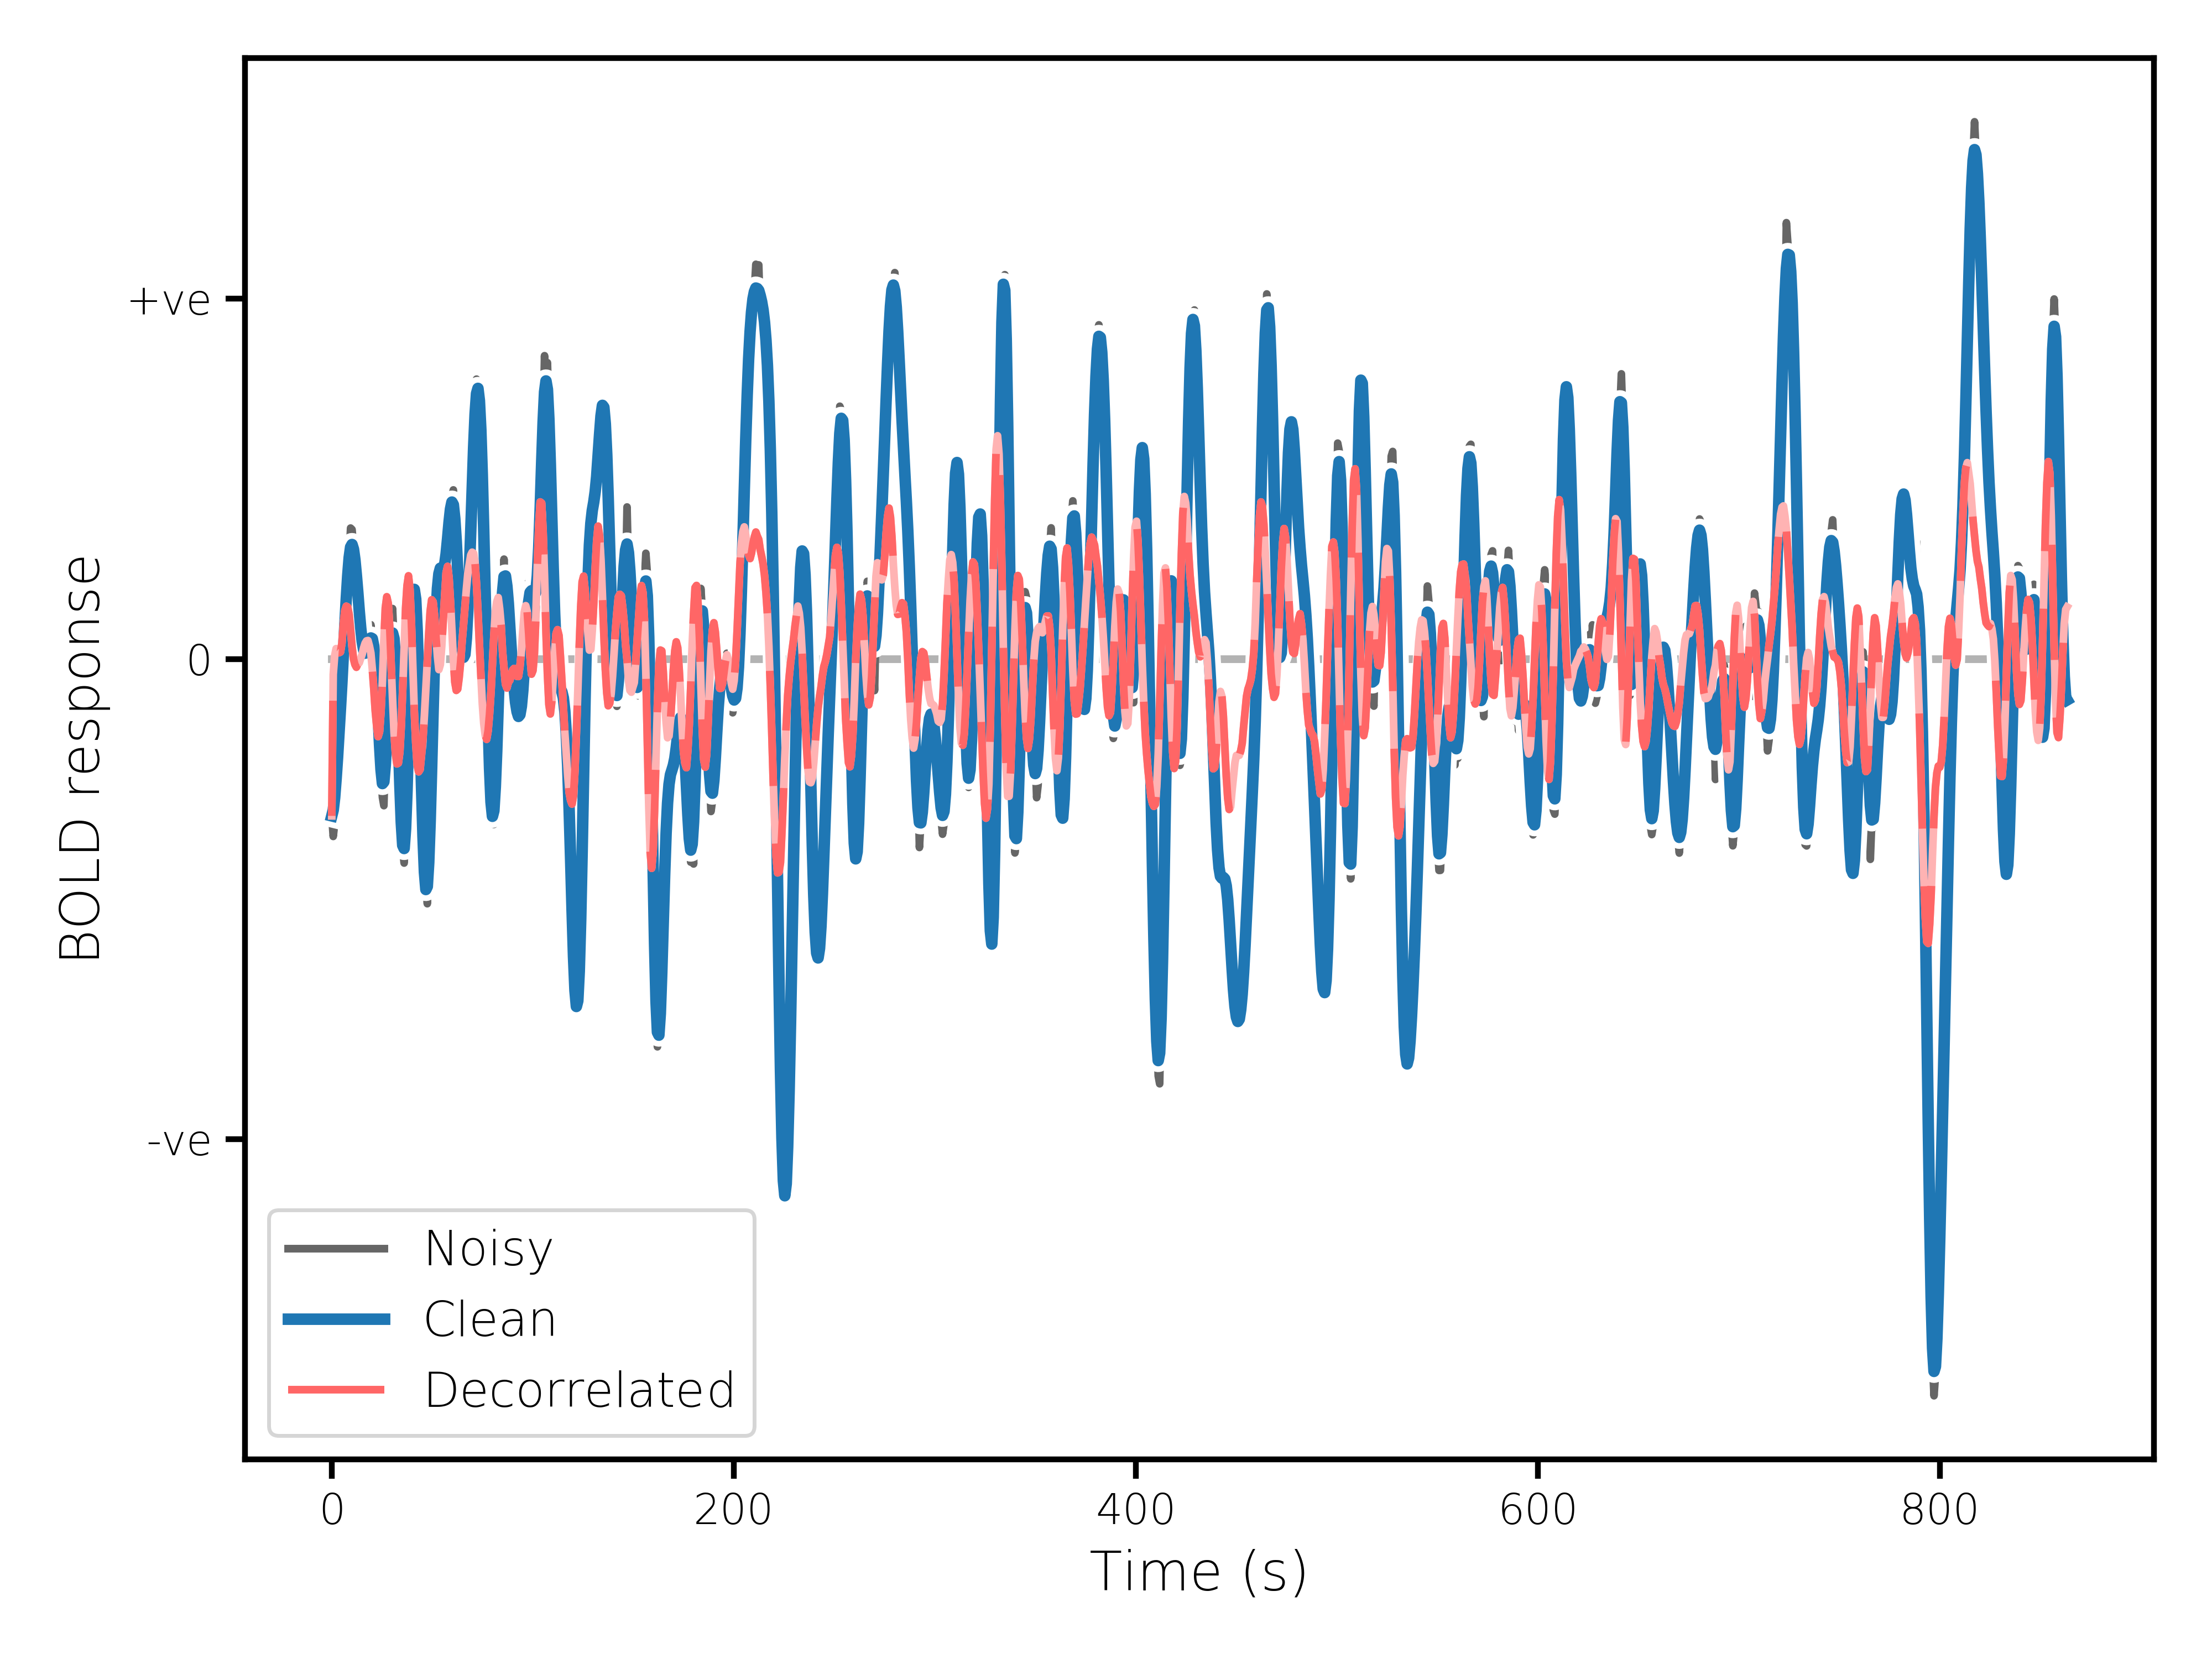 BOLD response
+ve
0
-ve
Noisy
Clean
Decorrelated
0 200 400 600 800
Time (s)